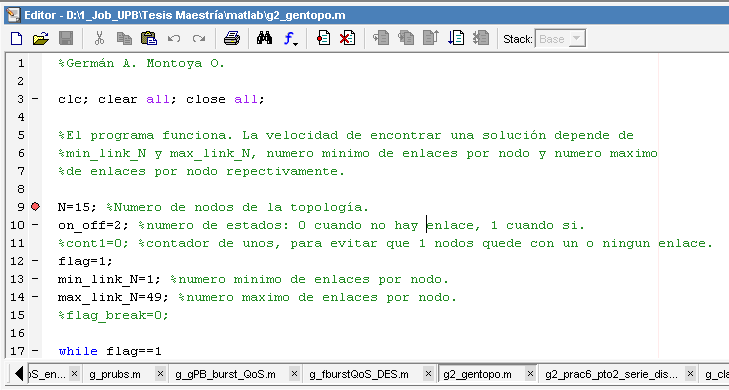 Editor - D:\1_Job_UPB\Tesis Maestría\matlab\g2_gentopo.m
Stack: Base
1 %Germán A. Montoya O.
2
3 - clc; clear all; close all;
4
5 %El programa funciona. La velocidad de encontrar una solución depende de
6 %min_link_N y max_link_N, numero minimo de enlaces por nodo y numero maximo
7 %de enlaces por nodo repectivamente.
8
9 N=15; %Numero de nodos de la topología.
10 - on_off=2; %numero de estados: 0 cuando no hay enlace, 1 cuando si.
11 %cont1=0; %contador de unos, para evitar que 1 nodos quede con un o ningun enlace.
12 - flag=1;
13 - min_link_N=1; %numero minimo de enlaces por nodo.
14 - max_link_N=49; %numero maximo de enlaces por nodo.
15 %flag_break=0;
16
17 - while flag==1
oS_en... × g_prubs.m × g_gPB_burst_QoS.m × g_fburstQoS_DES.m × g2_gentopo.m × g2_prac6_pto2_serie_dis... × g_cla